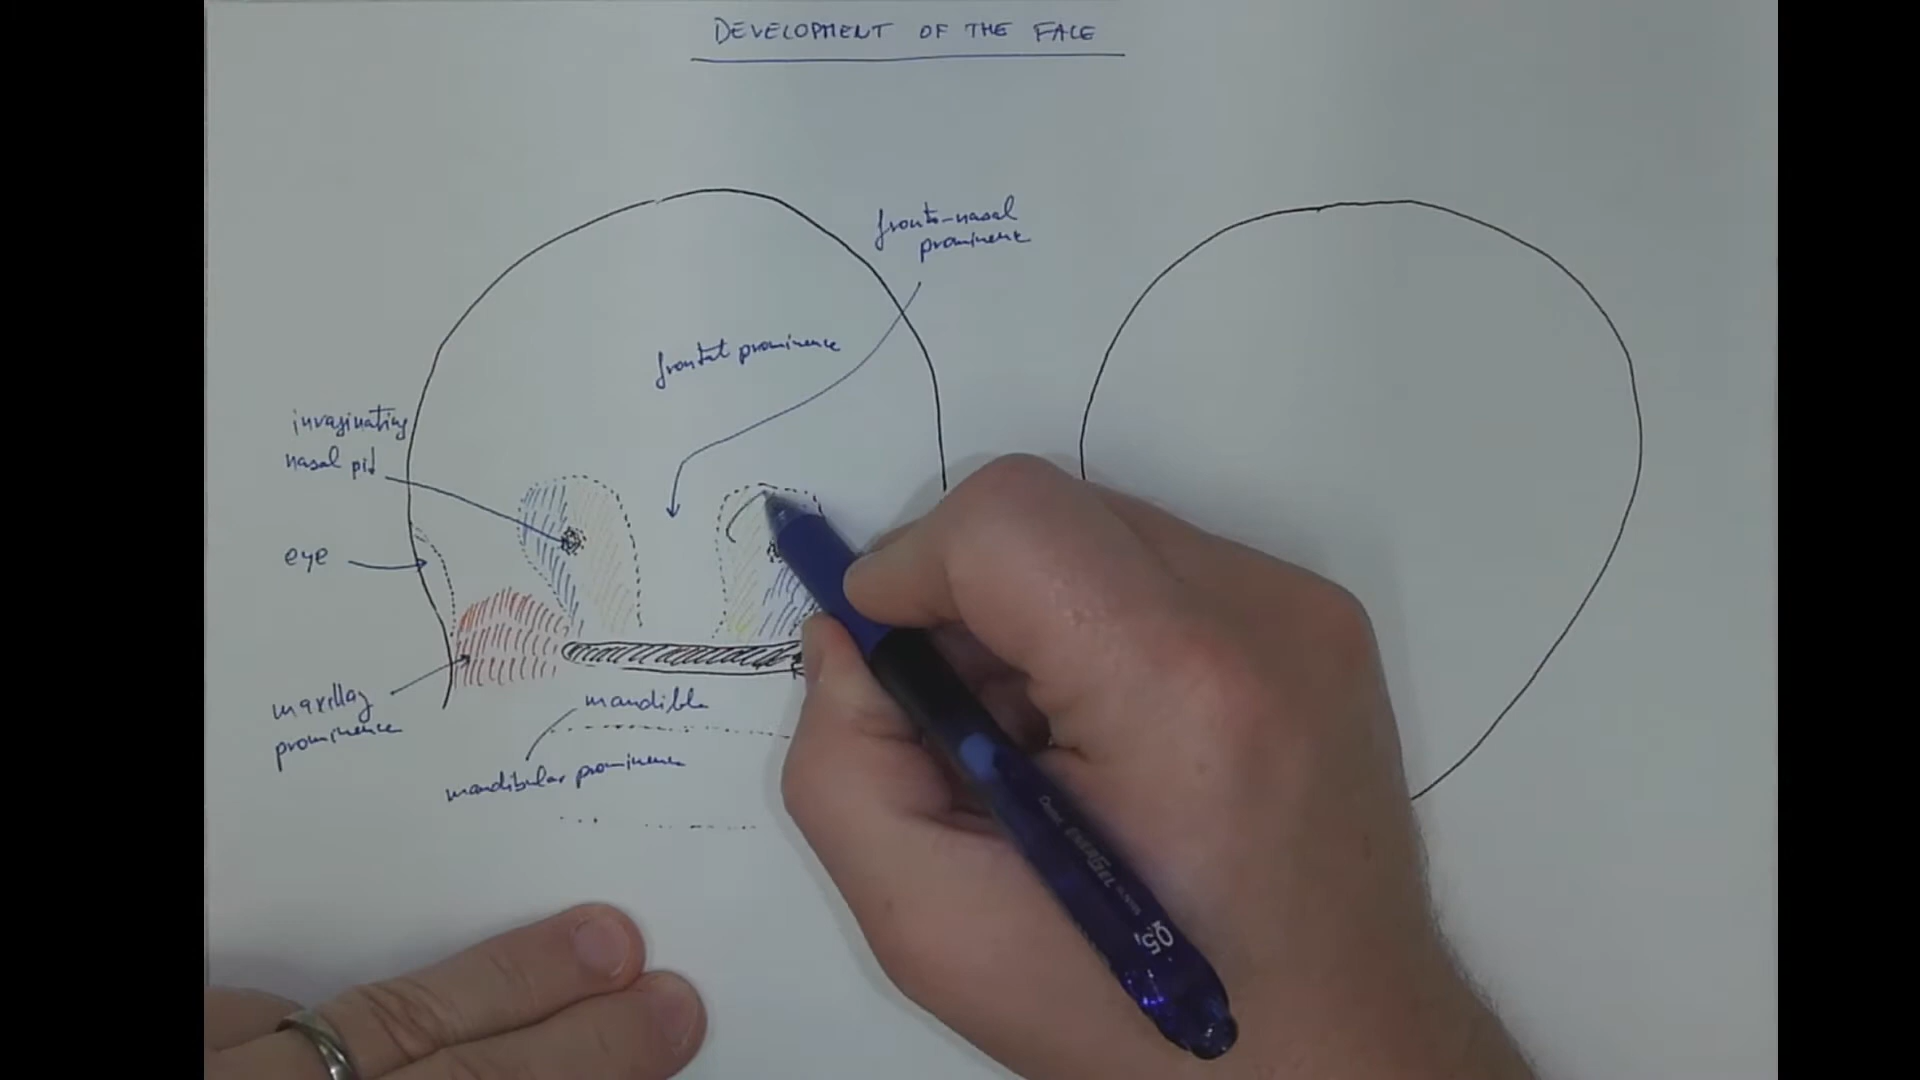 DEVELOPMENT OF THE FACE
fronto-nasal
prominence
frontal prominence
invaginating
nasal pit
eye
maxillary
prominence
mandible
mandibular prominence
Pentel ENERGEL
0.5